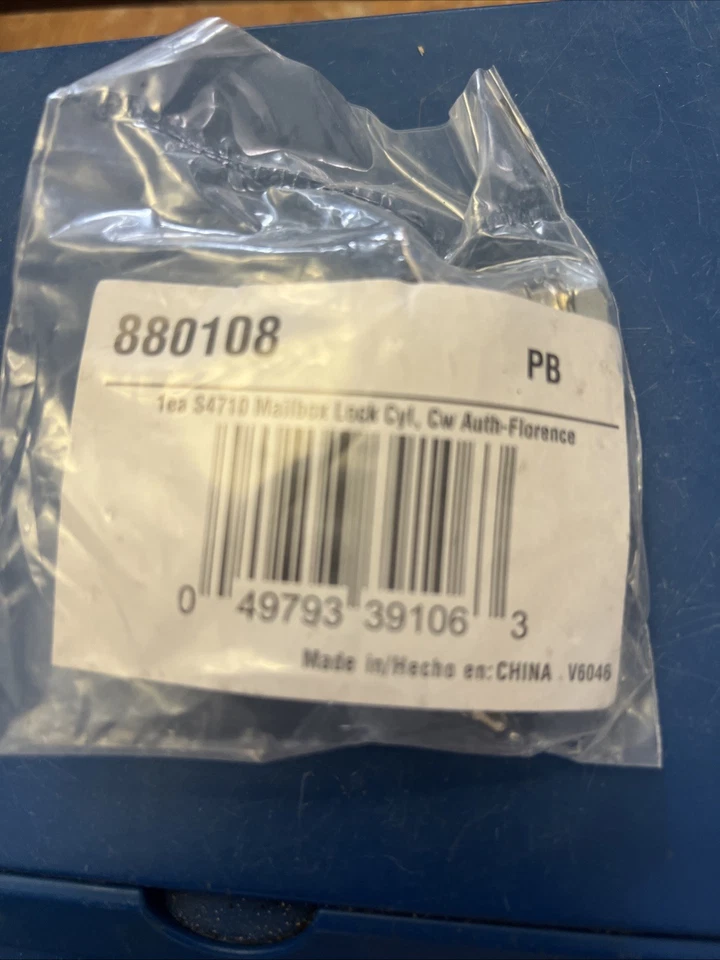 880108
PB
1ea S4710 Mailbox Lock Cyl, Cw Auth-Florence
0 49793 39106 3
Made in/Hecho en: CHINA . V6046